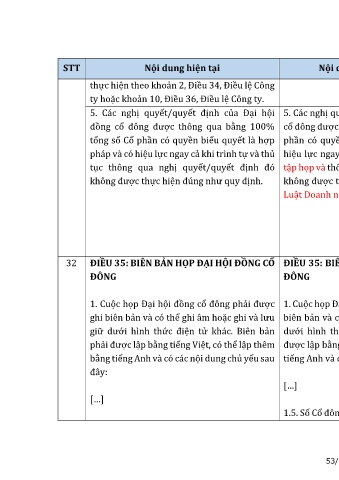 STT Nội dung hiện tại Nội
thực hiện theo khoản 2, Điều 34, Điều lệ Công
ty hoặc khoản 10, Điều 36, Điều lệ Công ty.
5. Các nghị quyết/quyết định của Đại hội
đồng cổ đông được thông qua bằng 100%
tổng số Cổ phần có quyền biểu quyết là hợp
pháp và có hiệu lực ngay cả khi trình tự và thủ
tục thông qua nghị quyết/quyết định đó
không được thực hiện đúng như quy định.
5. Các nghị qu
cổ đông được
phần có quyề
hiệu lực ngay
tập họp và thô
không được t
Luật Doanh n
32 ĐIỀU 35: BIÊN BẢN HỌP ĐẠI HỘI ĐỒNG CỔ
ĐÔNG
1. Cuộc họp Đại hội đồng cổ đông phải được
ghi biên bản và có thể ghi âm hoặc ghi và lưu
giữ dưới hình thức điện tử khác. Biên bản
phải được lập bằng tiếng Việt, có thể lập thêm
bằng tiếng Anh và có các nội dung chủ yếu sau
đây:
[…]
ĐIỀU 35: BIÊ
ĐÔNG
1. Cuộc họp Đ
biên bản và c
dưới hình th
được lập bằng
tiếng Anh và
[…]
1.5. Số Cổ đôn
53/